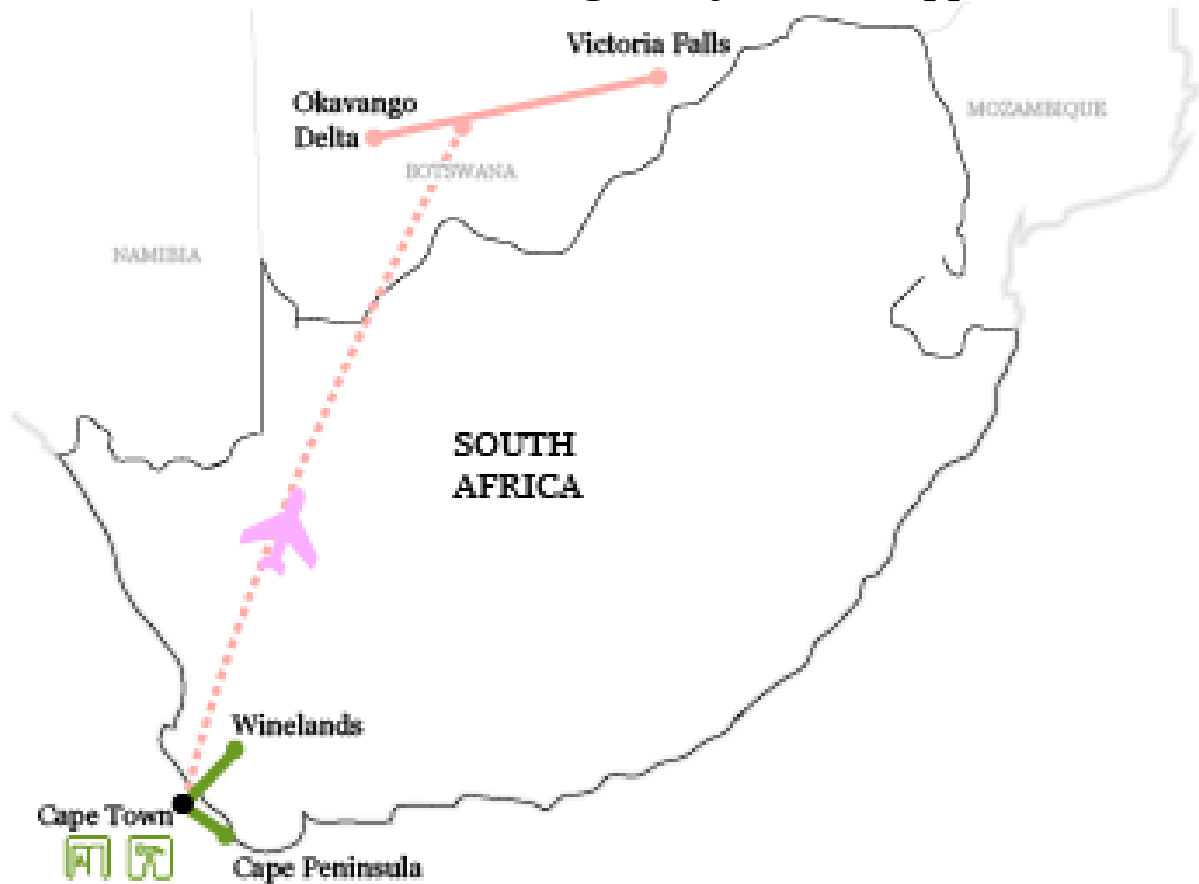 Victoria Falls
Okavango
Delta
MOZAMBIQUE
BOTSWANA
NAMIBIA
SOUTH
AFRICA
Winelands
Cape Town
Cape Peninsula